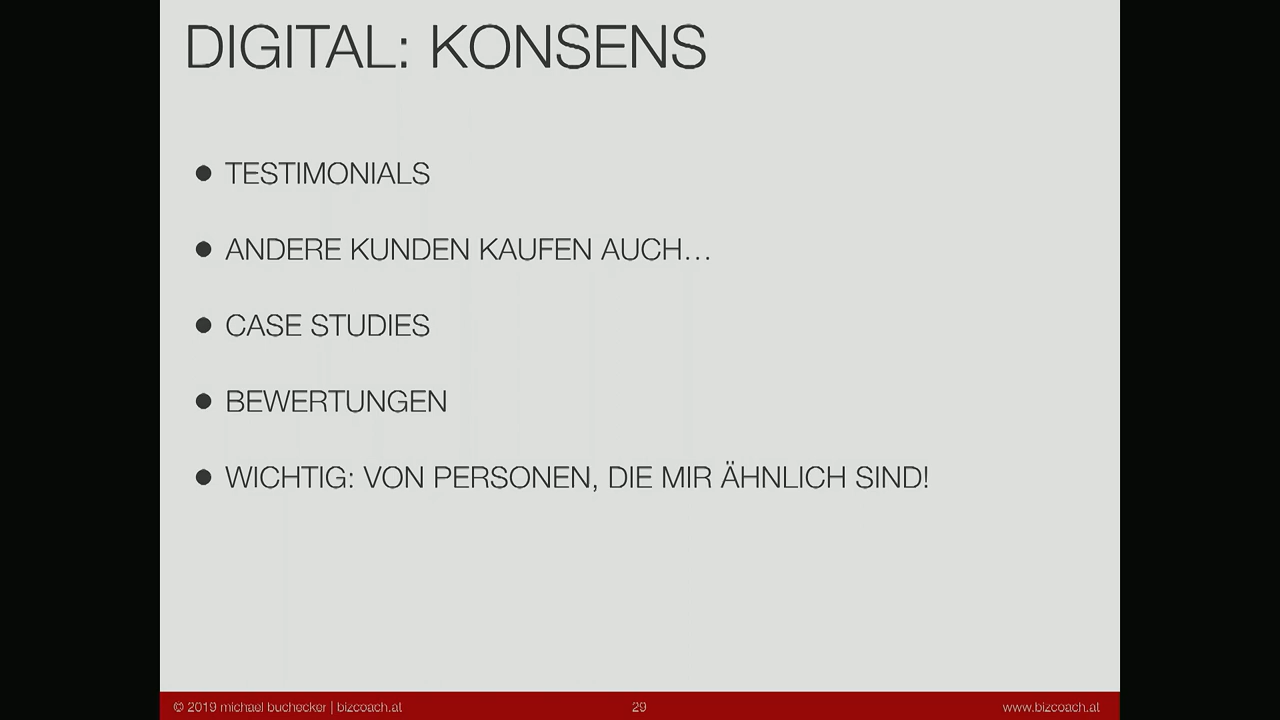 DIGITAL: KONSENS
● TESTIMONIALS
● ANDERE KUNDEN KAUFEN AUCH…
● CASE STUDIES
● BEWERTUNGEN
● WICHTIG: VON PERSONEN, DIE MIR ÄHNLICH SIND!
© 2019 michael buchecker | bizcoach.at 29 www.bizcoach.at